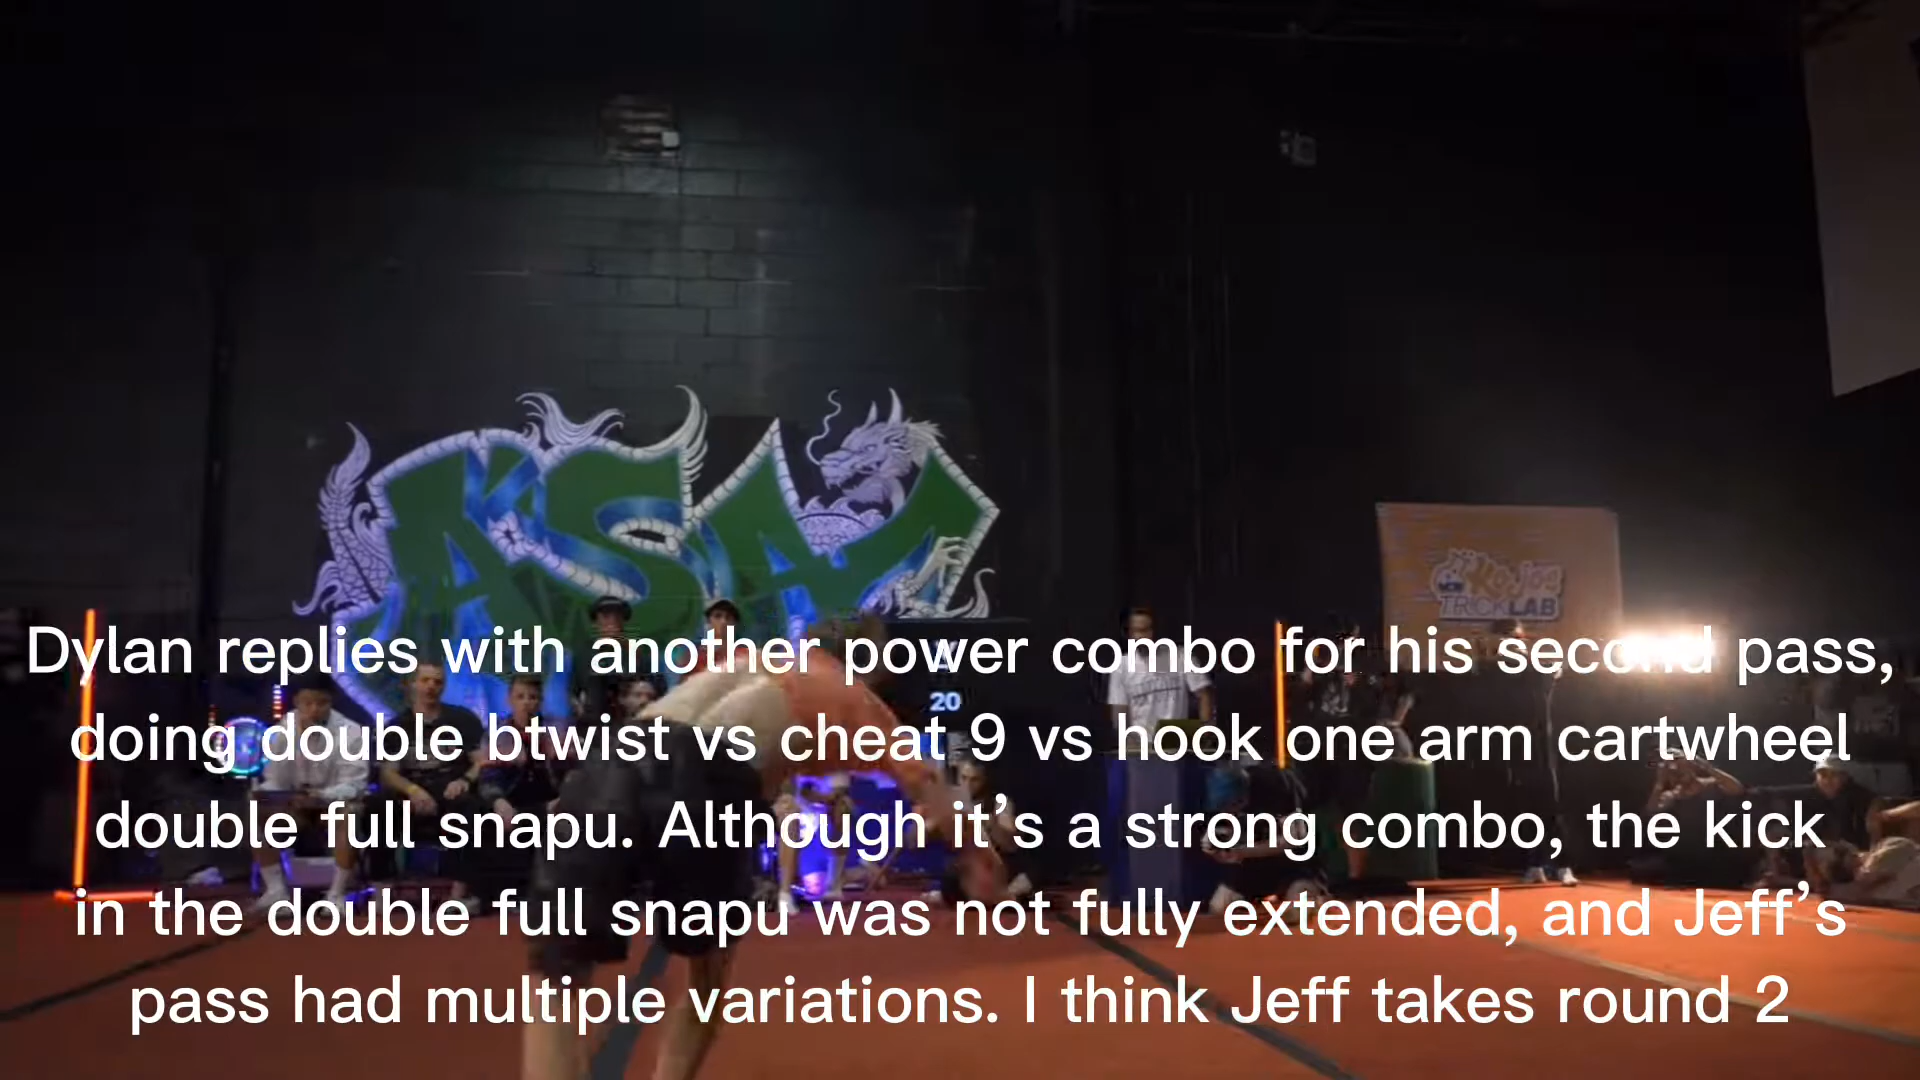 ASA
Kojos
TRICKLAB
20
Dylan replies with another power combo for his second pass,
doing double btwist vs cheat 9 vs hook one arm cartwheel
double full snapu. Although it’s a strong combo, the kick
in the double full snapu was not fully extended, and Jeff’s
pass had multiple variations. I think Jeff takes round 2